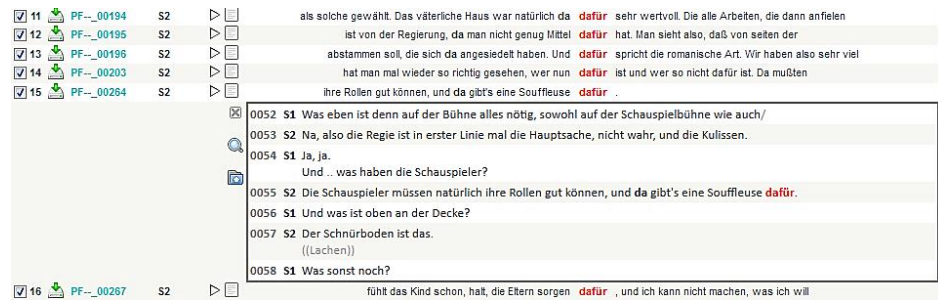 11 PF--_00194 S2 als solche gewählt. Das väterliche Haus war natürlich da dafür sehr wertvoll. Die alle Arbeiten, die dann anfielen
12 PF--_00195 S2 ist von der Regierung, da man nicht genug Mittel dafür hat. Man sieht also, daß von seiten der
13 PF--_00196 S2 abstammen soll, die sich da angesiedelt haben. Und dafür spricht die romanische Art. Wir haben also sehr viel
14 PF--_00203 S2 hat man mal wieder so richtig gesehen, wer nun dafür ist und wer so nicht dafür ist. Da mußten
15 PF--_00264 S2 ihre Rollen gut können, und da gibt's eine Souffleuse dafür .
0052 S1 Was eben ist denn auf der Bühne alles nötig, sowohl auf der Schauspielbühne wie auch/
0053 S2 Na, also die Regie ist in erster Linie mal die Hauptsache, nicht wahr, und die Kulissen.
0054 S1 Ja, ja.
Und .. was haben die Schauspieler?
0055 S2 Die Schauspieler müssen natürlich ihre Rollen gut können, und da gibt's eine Souffleuse dafür.
0056 S1 Und was ist oben an der Decke?
0057 S2 Der Schnürboden ist das.
((Lachen))
0058 S1 Was sonst noch?
16 PF--_00267 S2 fühlt das Kind schon, halt, die Eltern sorgen dafür , und ich kann nicht machen, was ich will